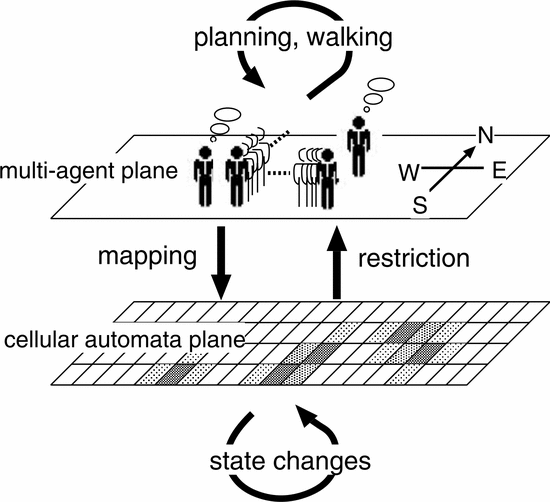 planning, walking
N
multi-agent plane
W
E
S
mapping
restriction
cellular automata plane
state changes